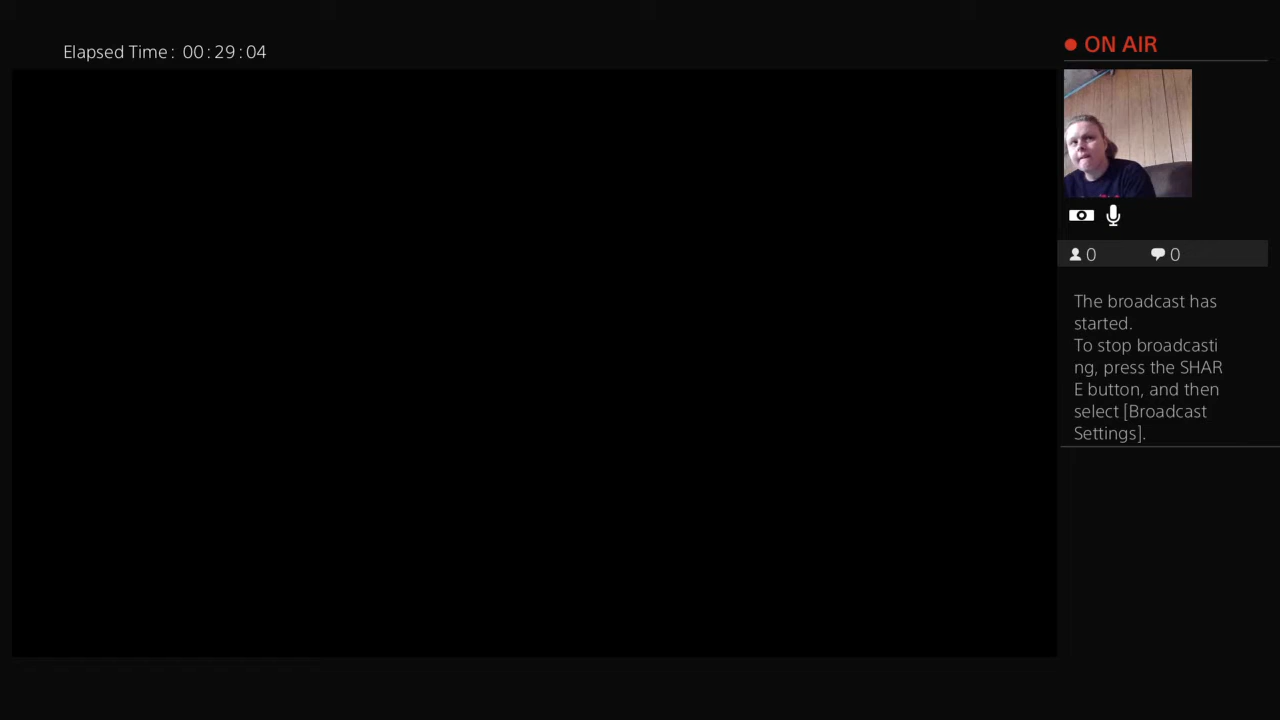 Elapsed Time: 00:29:04
ON AIR
0 0
The broadcast has
started.
To stop broadcasti
ng, press the SHAR
E button, and then
select [Broadcast
Settings].